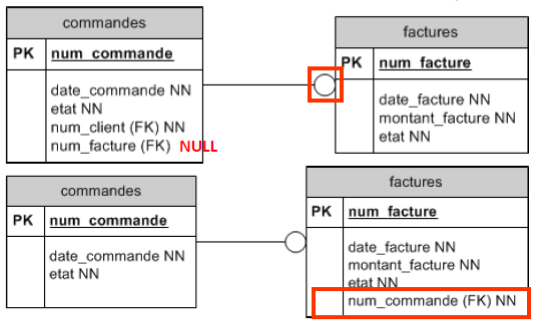 commandes
PK num_commande
date_commande NN
etat NN
num_client (FK) NN
num_facture (FK) NULL
factures
PK num_facture
date_facture NN
montant_facture NN
etat NN
commandes
PK num_commande
date_commande NN
etat NN
factures
PK num_facture
date_facture NN
montant_facture NN
etat NN
num_commande (FK) NN